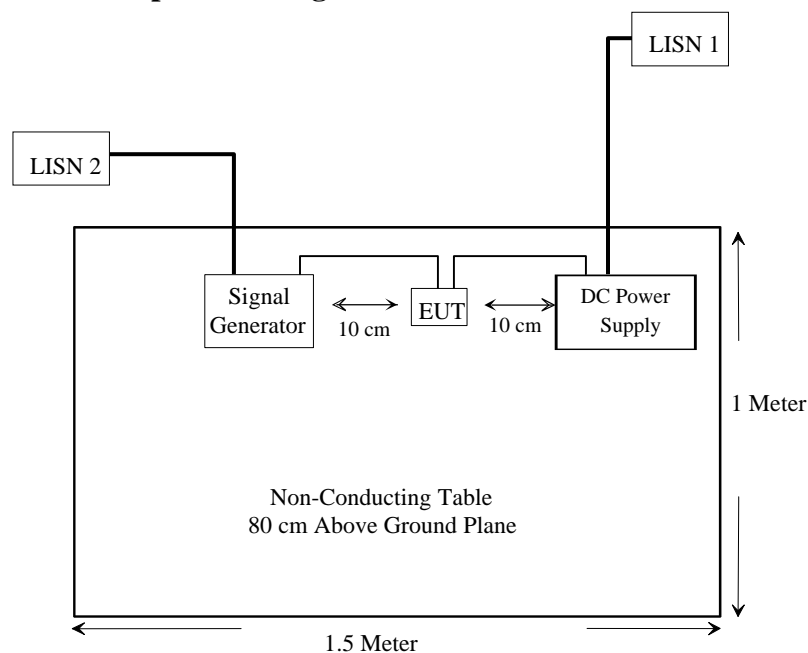 LISN 1
LISN 2
Signal
Generator
10 cm
EUT
10 cm
DC Power
Supply
1 Meter
Non-Conducting Table
80 cm Above Ground Plane
1.5 Meter